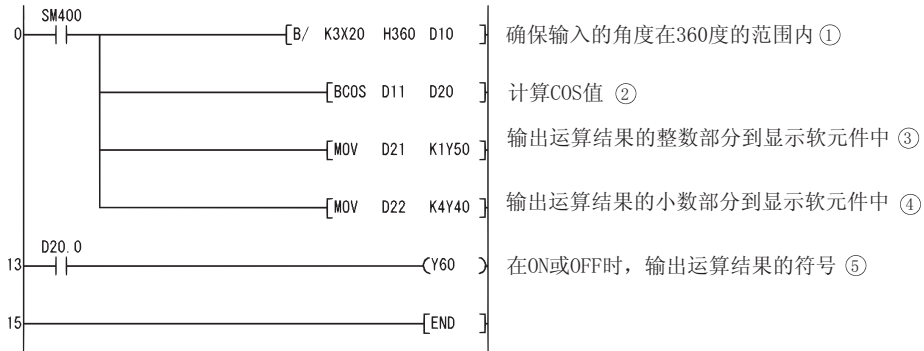 SM400
0 [B/ K3X20 H360 D10 ] 确保输入的角度在360度的范围内 ①
[BCOS D11 D20 ] 计算COS值 ②
[MOV D21 K1Y50 ] 输出运算结果的整数部分到显示软元件中 ③
[MOV D22 K4Y40 ] 输出运算结果的小数部分到显示软元件中 ④
D20.0
13 (Y60 ) 在ON或OFF时，输出运算结果的符号 ⑤
15 [END ]